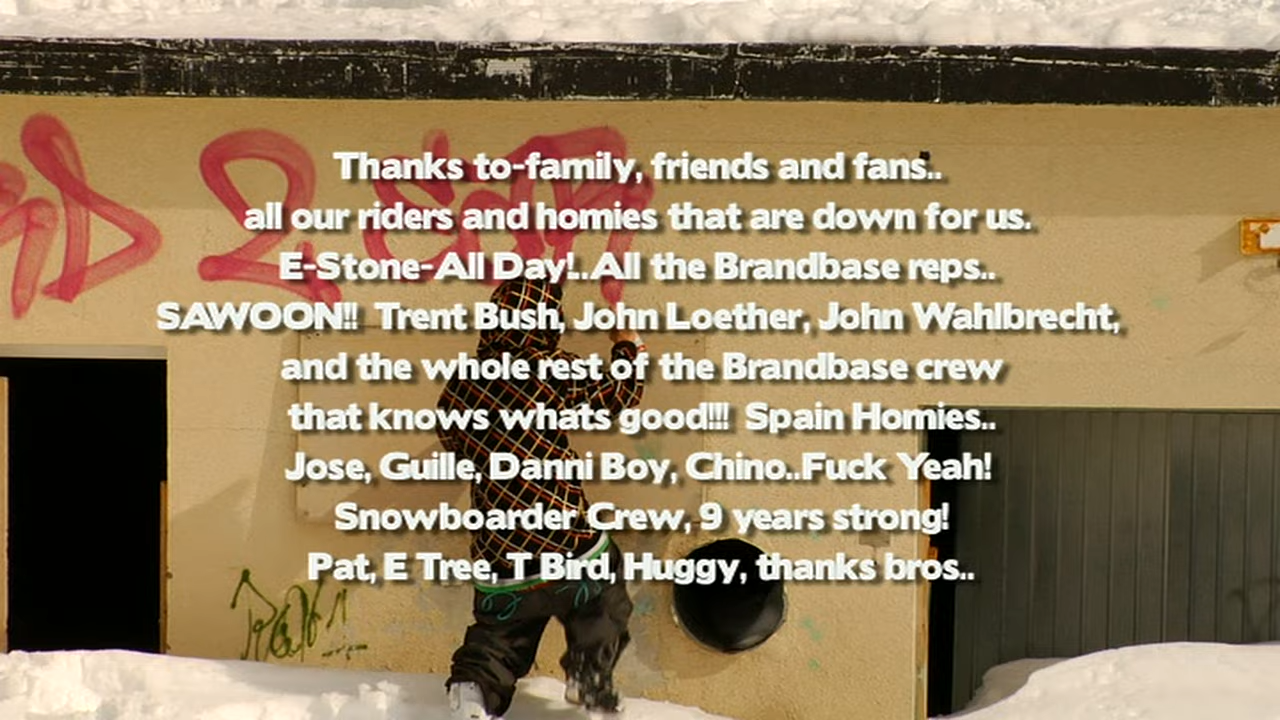 Thanks to-family, friends and fans..
all our riders and homies that are down for us.
E-Stone-All Day!..All the Brandbase reps..
SAWOON!! Trent Bush, John Loether, John Wahlbrecht,
and the whole rest of the Brandbase crew
that knows whats good!!! Spain Homies..
Jose, Guille, Danni Boy, Chino..Fuck Yeah!
Snowboarder Crew, 9 years strong!
Pat, E Tree, T Bird, Huggy, thanks bros..